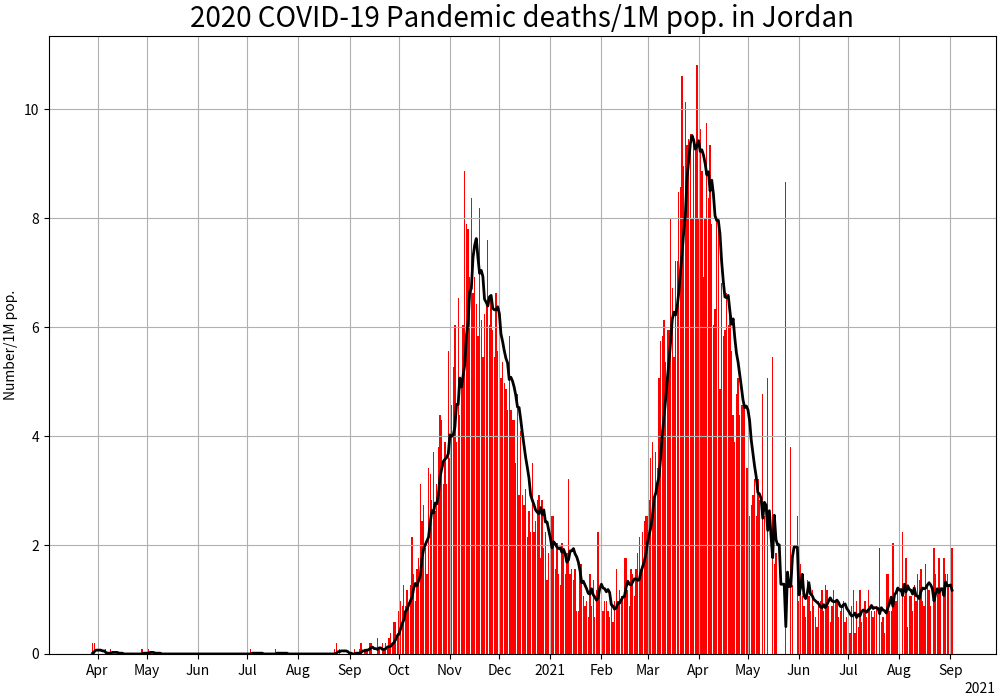 2020 COVID-19 Pandemic deaths/1M pop. in Jordan
Number/1M pop.
10
8
6
4
2
0
Apr May Jun Jul Aug Sep Oct Nov Dec 2021 Feb Mar Apr May Jun Jul Aug Sep
2021